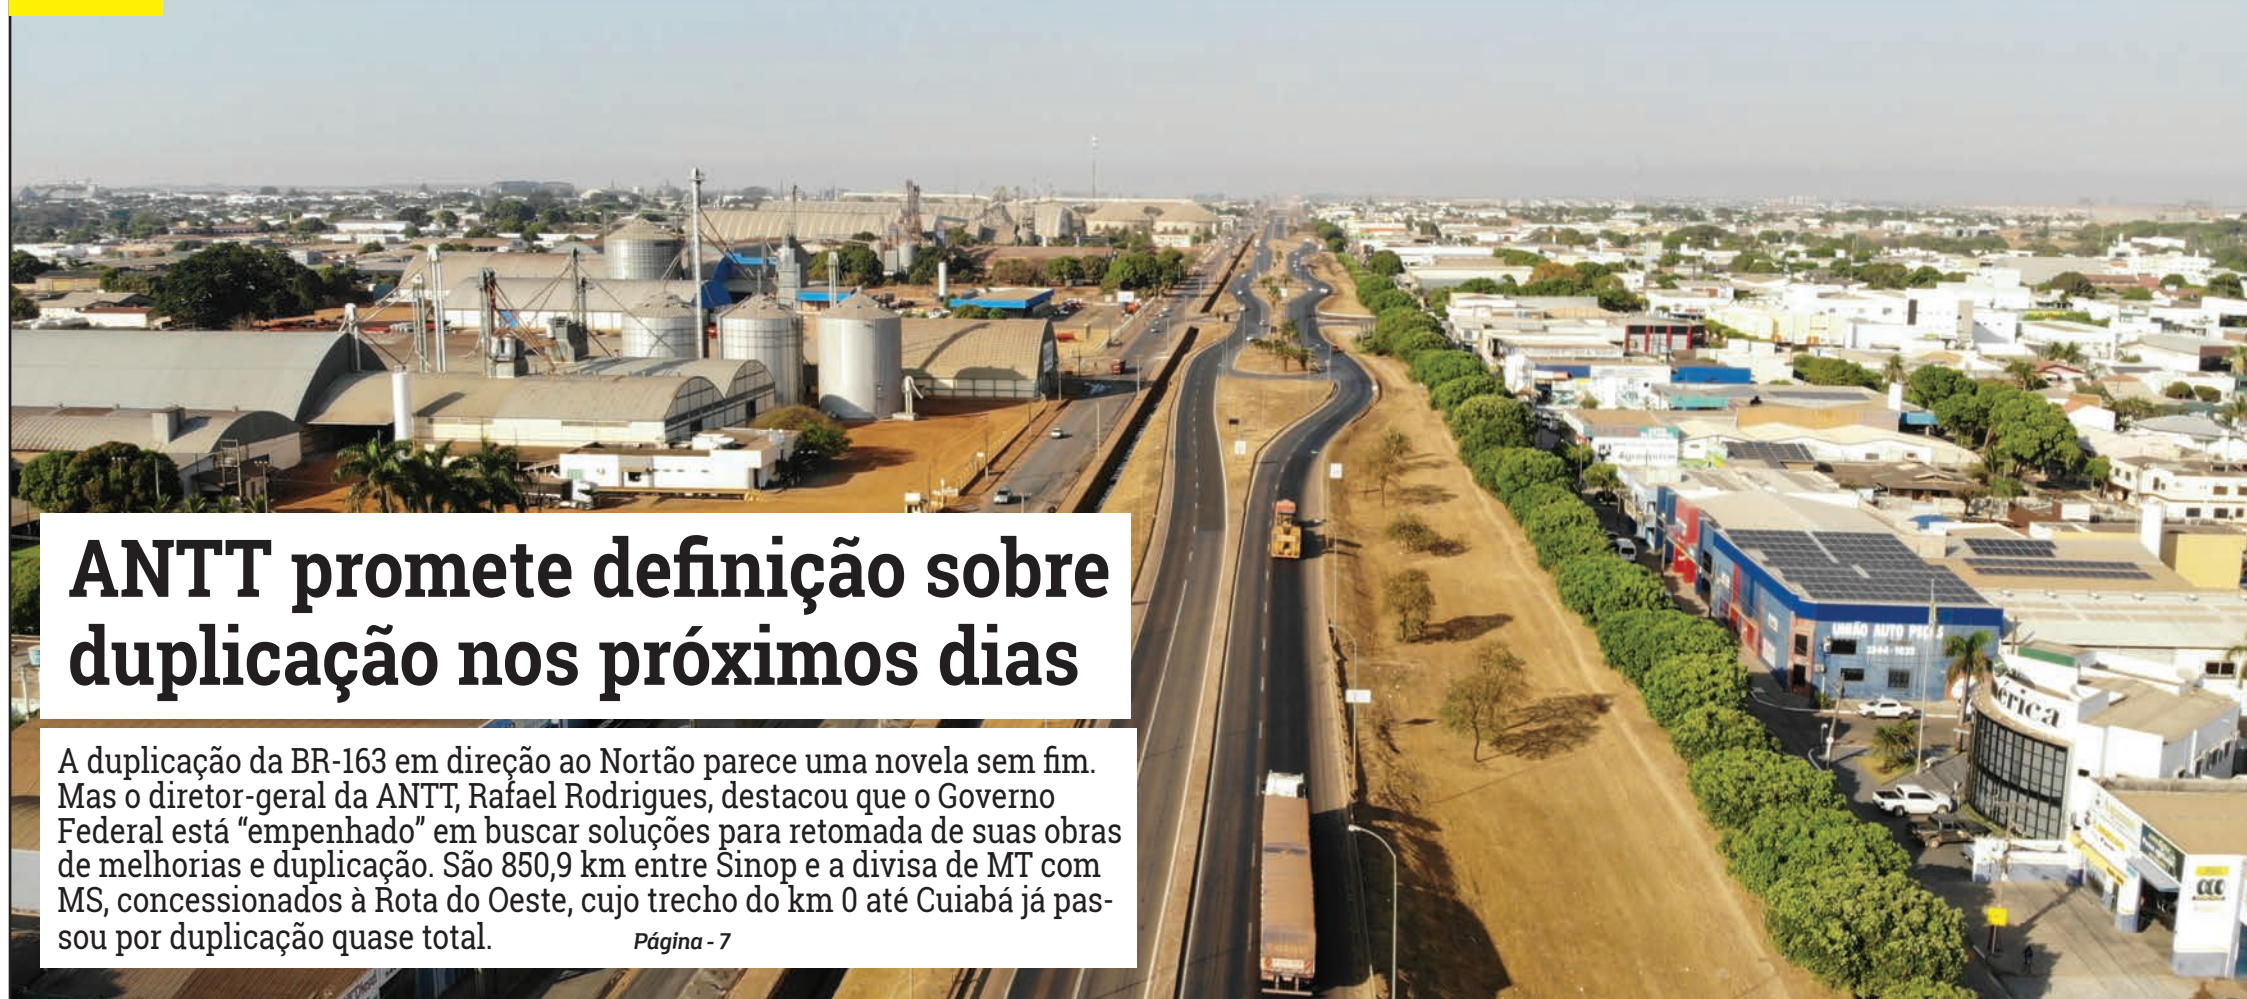 ANTT promete definição sobre
duplicação nos próximos dias
A duplicação da BR-163 em direção ao Nortão parece uma novela sem fim.
Mas o diretor-geral da ANTT, Rafael Rodrigues, destacou que o Governo
Federal está “empenhado” em buscar soluções para retomada de suas obras
de melhorias e duplicação. São 850,9 km entre Sinop e a divisa de MT com
MS, concessionados à Rota do Oeste, cujo trecho do km 0 até Cuiabá já pas-
sou por duplicação quase total.
Página - 7
UNIÃO AUTO PEÇAS
érica